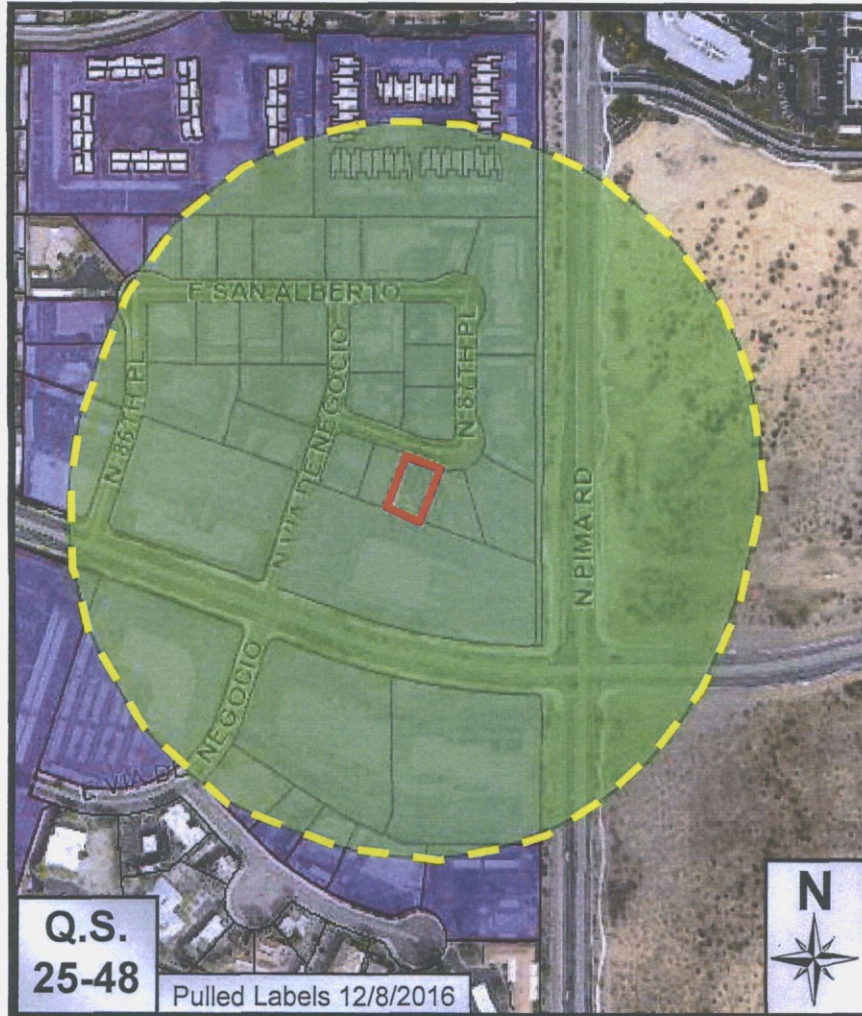 E SAN ALBERTO
N 86TH PL
N VIA DE NEGOCIO
N 87TH PL
N PIMA RD
NEGOCIO
E VIA DE
Q.S.
25-48
Pulled Labels 12/8/2016
N